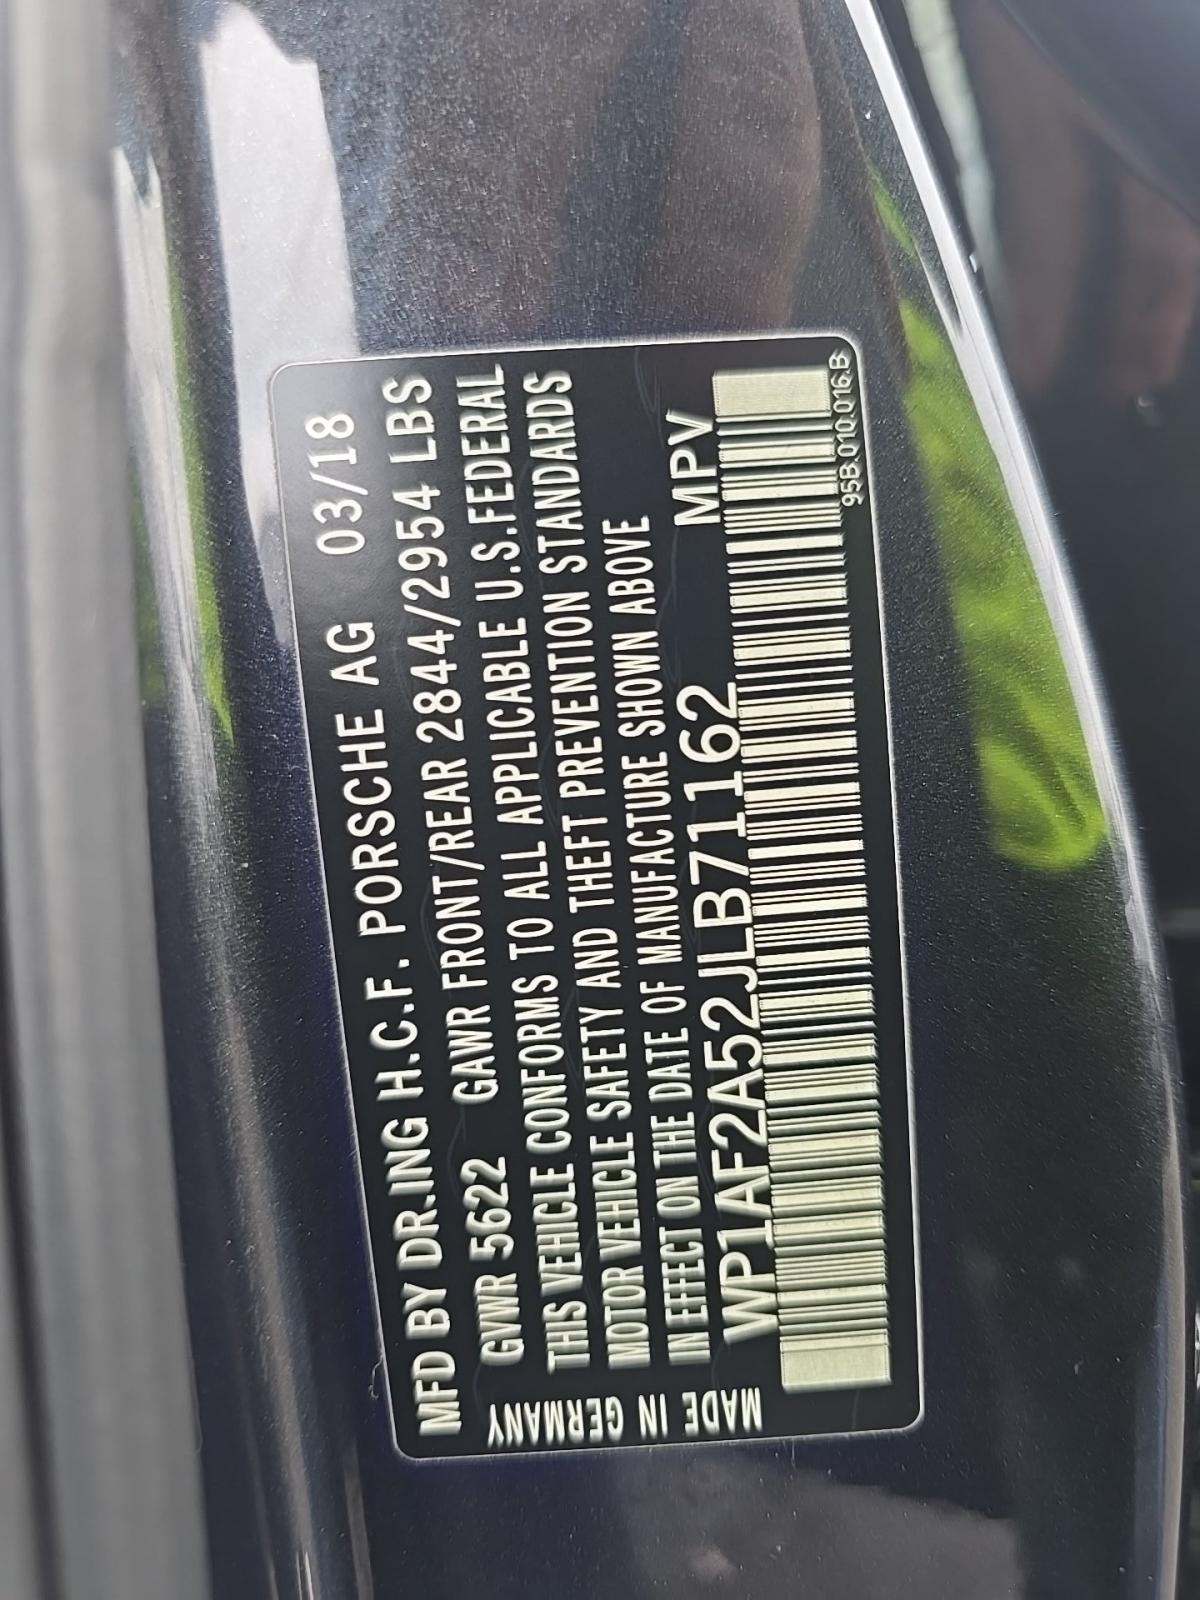 MFD BY DR.ING H.C.F. PORSCHE AG 03/18
GVWR 5622 GAWR FRONT/REAR 2844/2954 LBS
THIS VEHICLE CONFORMS TO ALL APPLICABLE U.S.FEDERAL
MOTOR VEHICLE SAFETY AND THEFT PREVENTION STANDARDS
IN EFFECT ON THE DATE OF MANUFACTURE SHOWN ABOVE
WP1AF2A52JLB71162 MPV
MADE IN GERMANY
95B.010.016.B